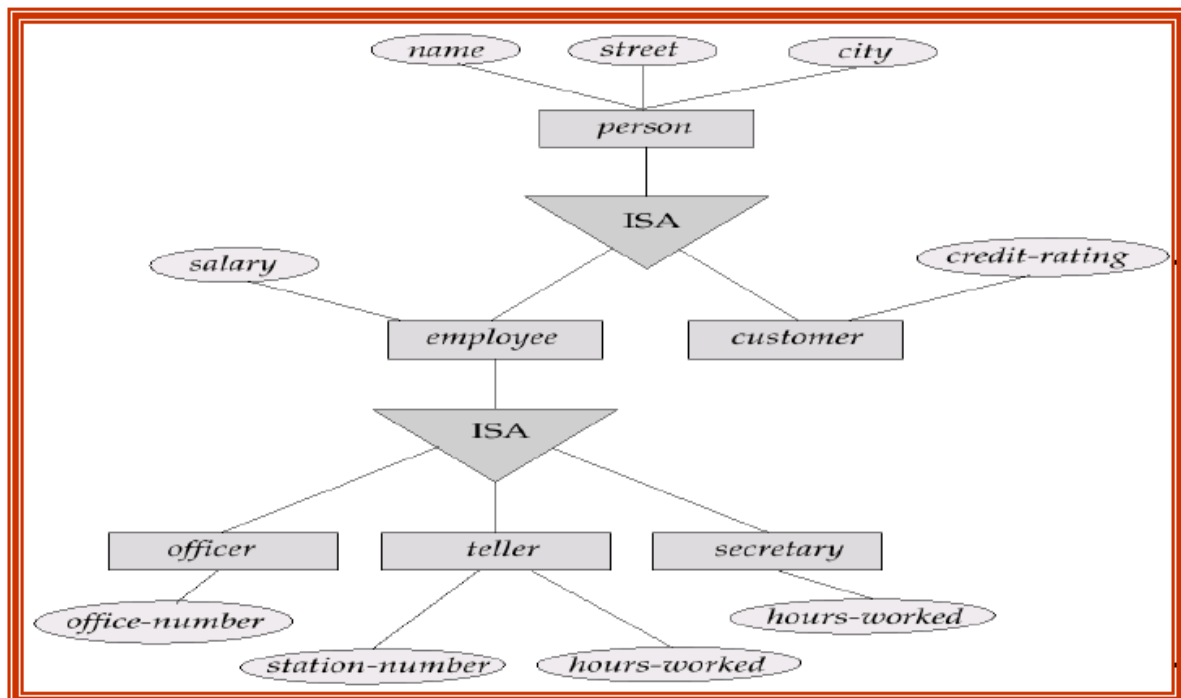 name
street
city
person
ISA
salary
credit-rating
employee
customer
ISA
officer
teller
secretary
office-number
hours-worked
station-number
hours-worked